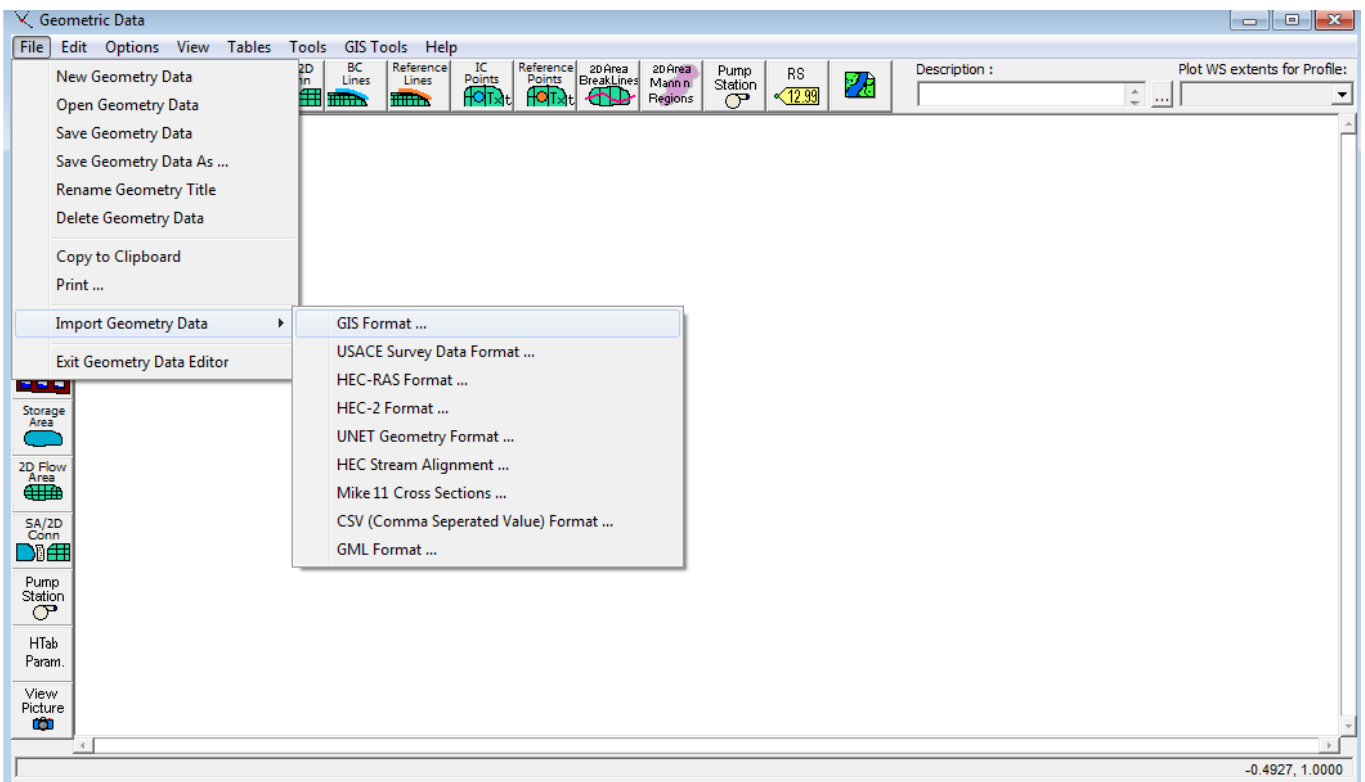 Geometric Data
File Edit Options View Tables Tools GIS Tools Help
New Geometry Data
Open Geometry Data
Save Geometry Data
Save Geometry Data As ...
Rename Geometry Title
Delete Geometry Data
Copy to Clipboard
Print ...
Import Geometry Data
Exit Geometry Data Editor
GIS Format ...
USACE Survey Data Format ...
HEC-RAS Format ...
HEC-2 Format ...
UNET Geometry Format ...
HEC Stream Alignment ...
Mike 11 Cross Sections ...
CSV (Comma Seperated Value) Format ...
GML Format ...
BC
Lines
Reference
Lines
IC
Points
Reference
Points
2D Area
BreakLines
2D Area
Mann n
Regions
Pump
Station
RS
12.99
Description :
...
Plot WS extents for Profile:
Storage
Area
2D Flow
Area
SA/2D
Conn
Pump
Station
HTab
Param.
View
Picture
-0.4927, 1.0000